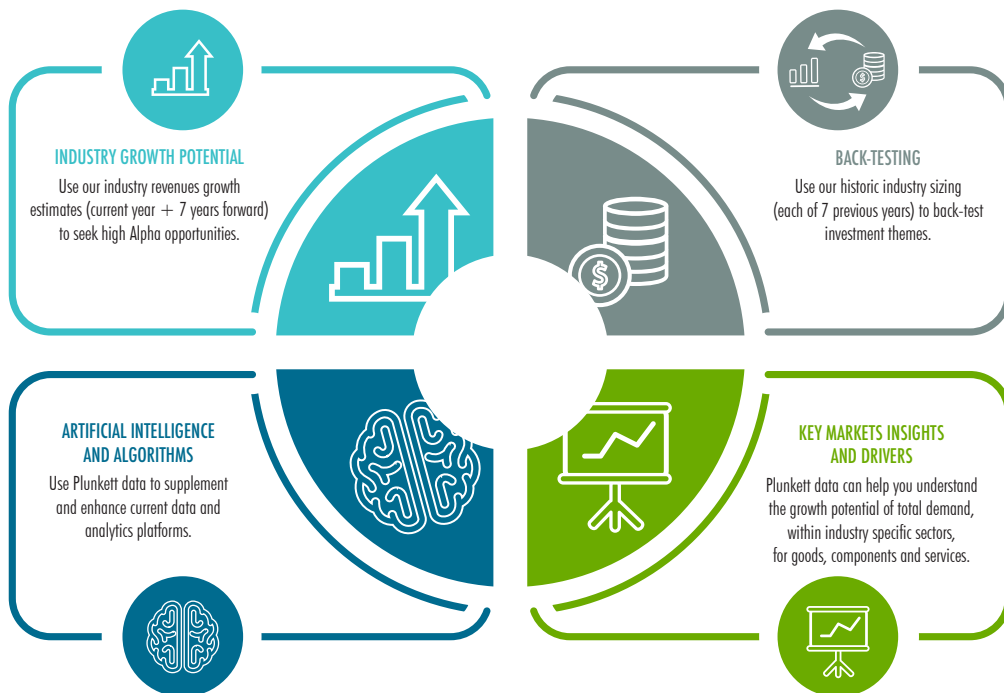 INDUSTRY GROWTH POTENTIAL
Use our industry revenues growth
estimates (current year + 7 years forward)
to seek high Alpha opportunities.
BACK-TESTING
Use our historic industry sizing
(each of 7 previous years) to back-test
investment themes.
$
$
ARTIFICIAL INTELLIGENCE
AND ALGORITHMS
Use Plunkett data to supplement
and enhance current data and
analytics platforms.
KEY MARKETS INSIGHTS
AND DRIVERS
Plunkett data can help you understand
the growth potential of total demand,
within industry specific sectors,
for goods, components and services.